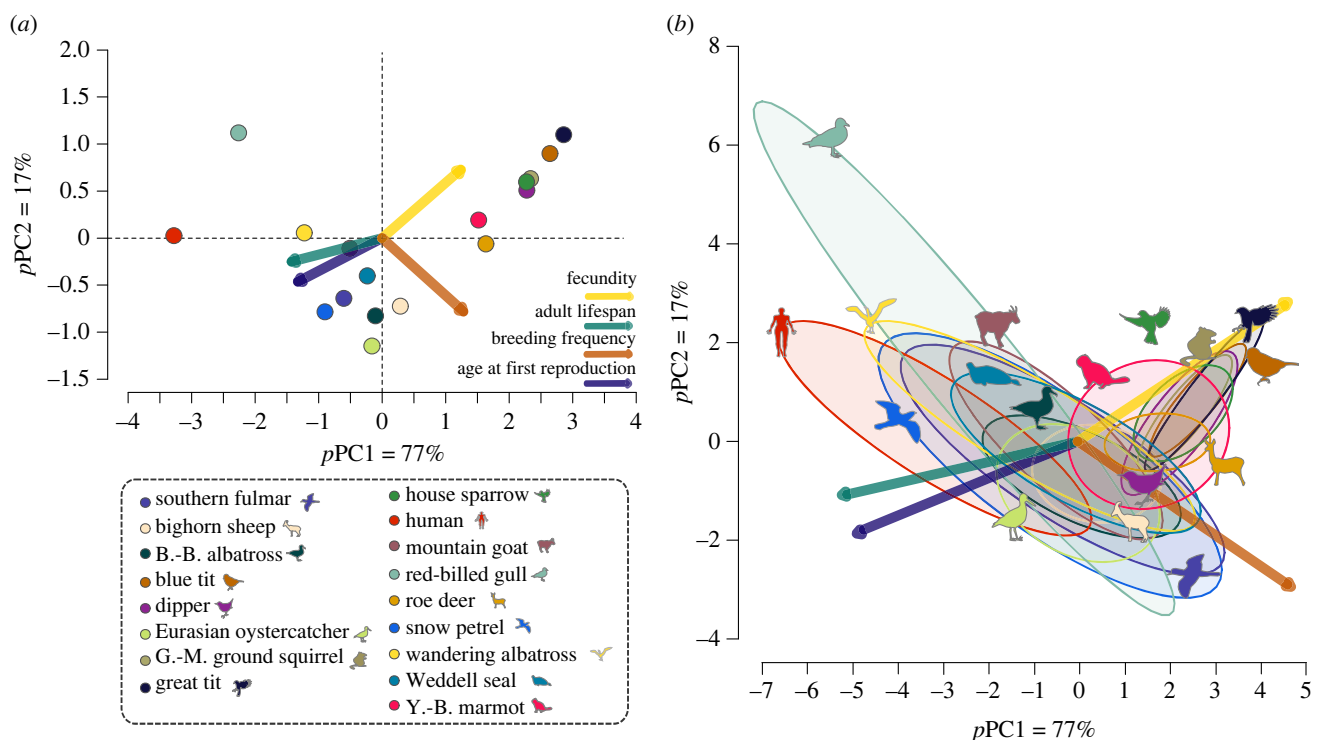 (a)
2.0
1.5
1.0
0.5
0
–0.5
–1.0
–1.5
pPC2 = 17%
fecundity
adult lifespan
breeding frequency
age at first reproduction
–4 –3 –2 –1 0 1 2 3 4
pPC1 = 77%
southern fulmar
bighorn sheep
B.-B. albatross
blue tit
dipper
Eurasian oystercatcher
G.-M. ground squirrel
great tit
house sparrow
human
mountain goat
red-billed gull
roe deer
snow petrel
wandering albatross
Weddell seal
Y.-B. marmot
(b)
8
6
4
2
0
–2
–4
pPC2 = 17%
–7 –6 –5 –4 –3 –2 –1 0 1 2 3 4 5
pPC1 = 77%